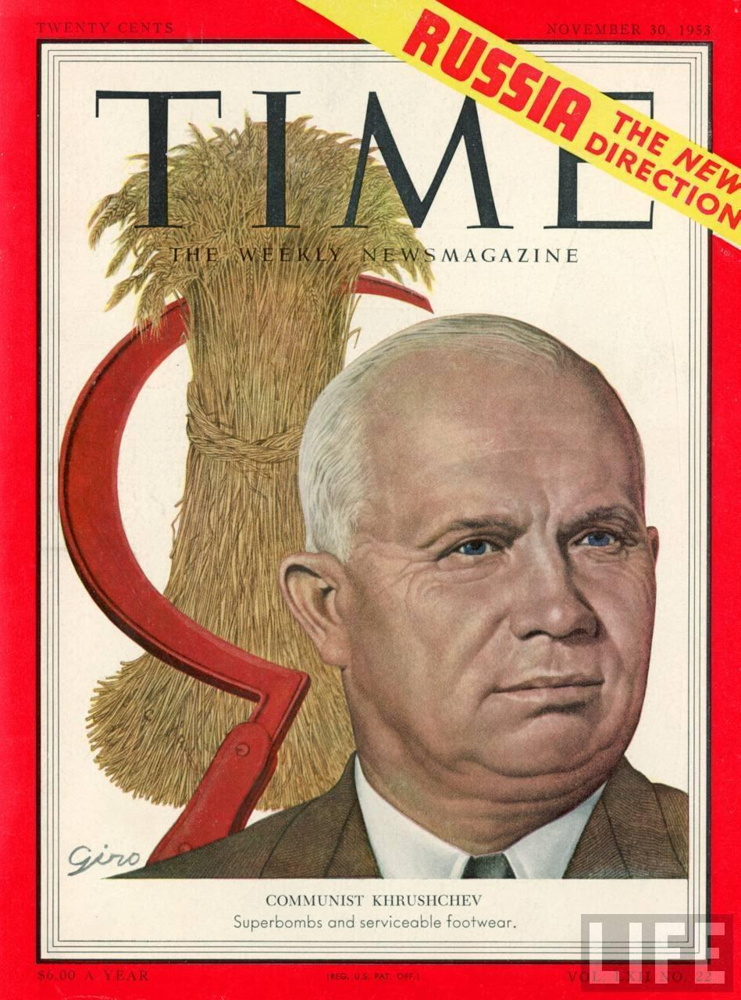 TWENTY CENTS
NOVEMBER 30, 1953
RUSSIA
THE NEW
DIRECTION
TIME
THE WEEKLY NEWSMAGAZINE
Giro
COMMUNIST KHRUSHCHEV
Superbombs and serviceable footwear.
$6.00 A YEAR
(REG. U.S. PAT. OFF.)
VOL. LXII NO. 22
LIFE